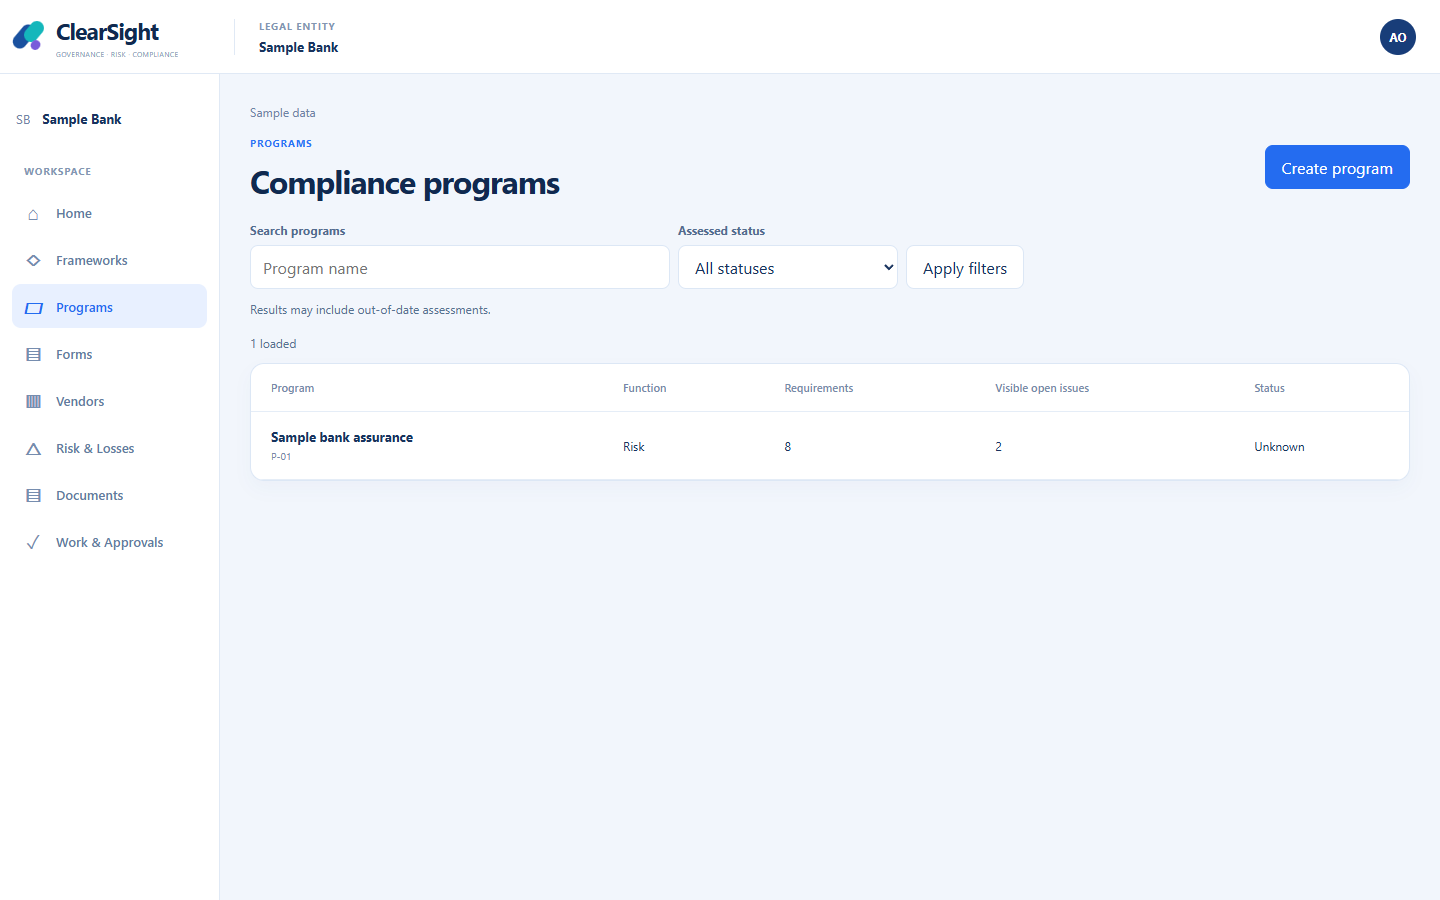 ClearSight
GOVERNANCE · RISK · COMPLIANCE
LEGAL ENTITY
Sample Bank
AO
SB Sample Bank
WORKSPACE
Home
Frameworks
Programs
Forms
Vendors
Risk & Losses
Documents
Work & Approvals
Sample data
PROGRAMS
Compliance programs
Create program
Search programs
Program name
Assessed status
All statuses
Apply filters
Results may include out-of-date assessments.
1 loaded
Program Function Requirements Visible open issues Status
Sample bank assurance
P-01
Risk 8 2 Unknown